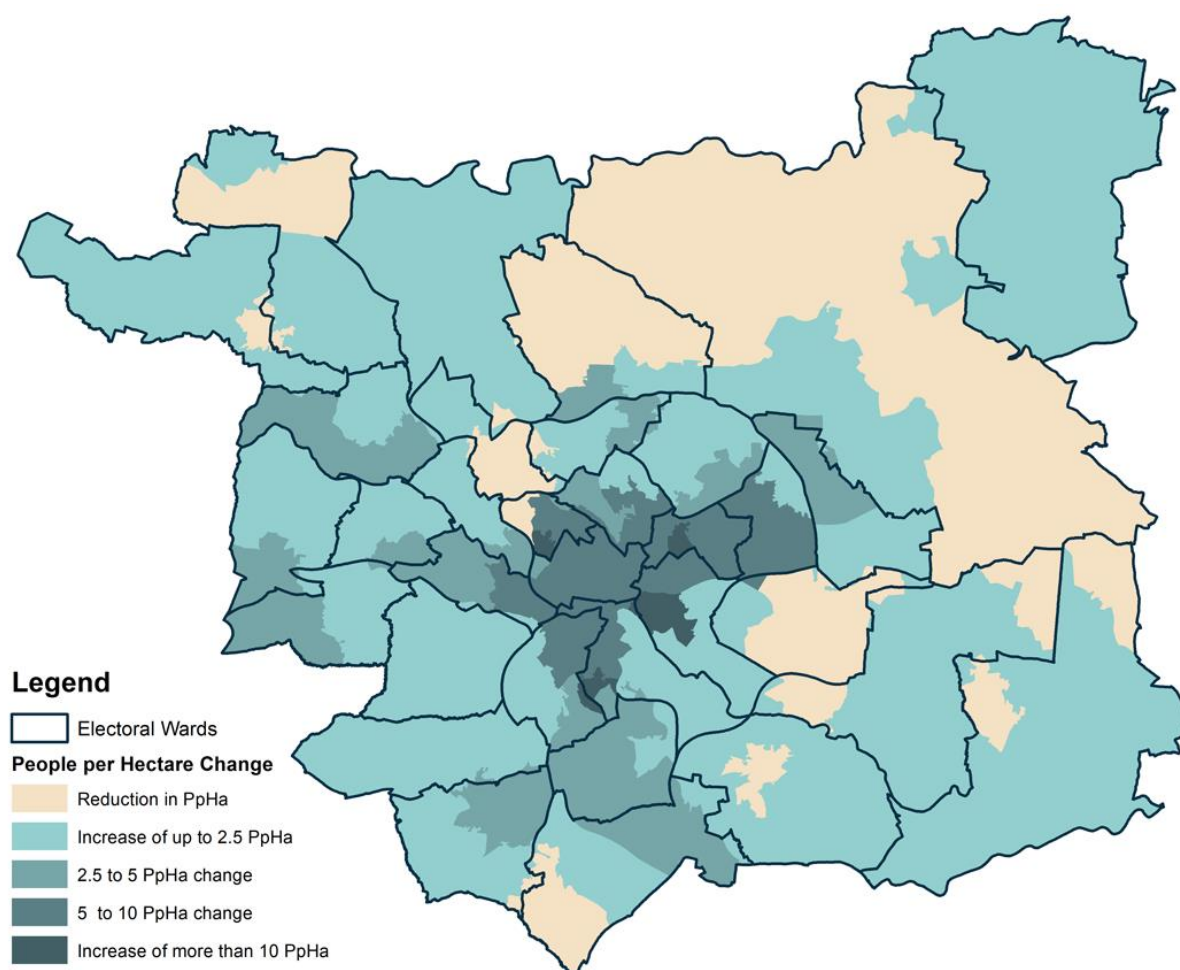 Legend
Electoral Wards
People per Hectare Change
Reduction in PpHa
Increase of up to 2.5 PpHa
2.5 to 5 PpHa change
5 to 10 PpHa change
Increase of more than 10 PpHa